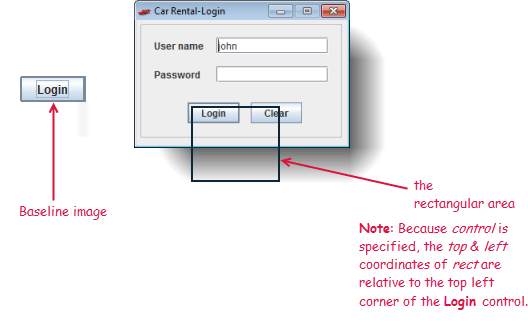 Car Rental-Login
User name
john
Password
Login
Clear
Login
Baseline image
the
rectangular area
Note: Because control is
specified, the top & left
coordinates of rect are
relative to the top left
corner of the Login control.